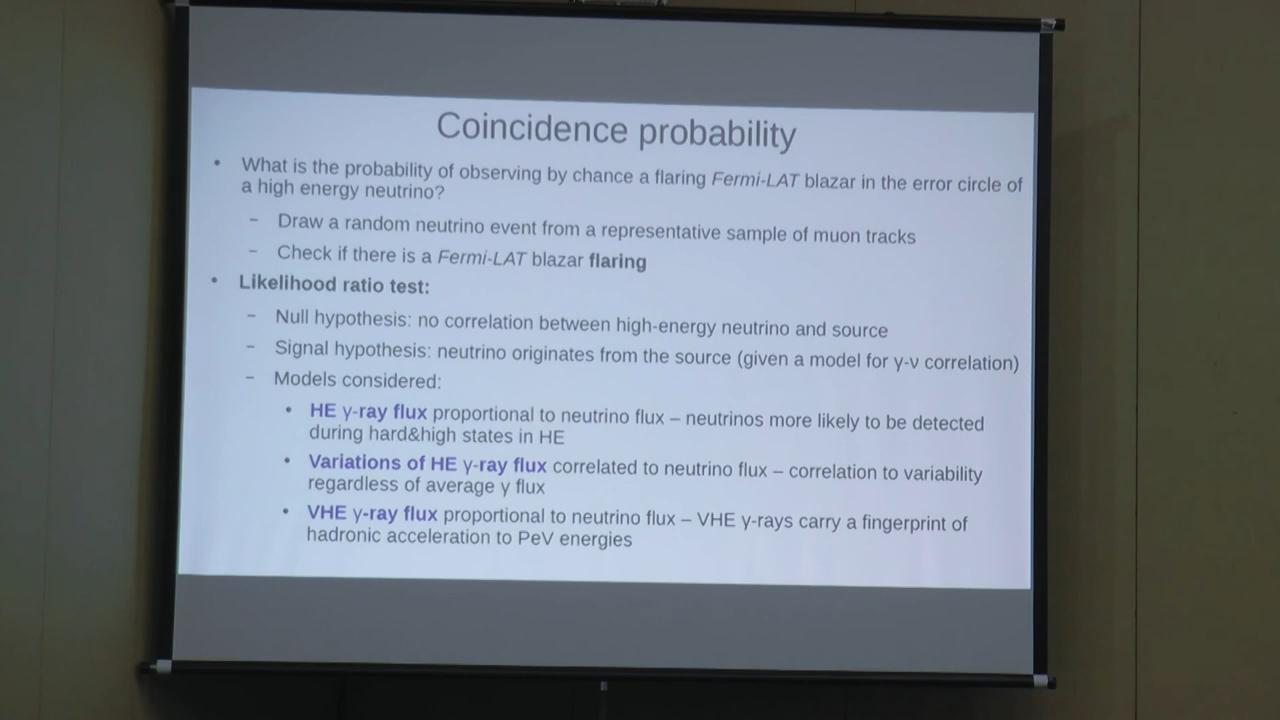 Coincidence probability
• What is the probability of observing by chance a flaring Fermi-LAT blazar in the error circle of
a high energy neutrino?
– Draw a random neutrino event from a representative sample of muon tracks
– Check if there is a Fermi-LAT blazar flaring
• Likelihood ratio test:
– Null hypothesis: no correlation between high-energy neutrino and source
– Signal hypothesis: neutrino originates from the source (given a model for γ-ν correlation)
– Models considered:
• HE γ-ray flux proportional to neutrino flux – neutrinos more likely to be detected
during hard&high states in HE
• Variations of HE γ-ray flux correlated to neutrino flux – correlation to variability
regardless of average γ flux
• VHE γ-ray flux proportional to neutrino flux – VHE γ-rays carry a fingerprint of
hadronic acceleration to PeV energies